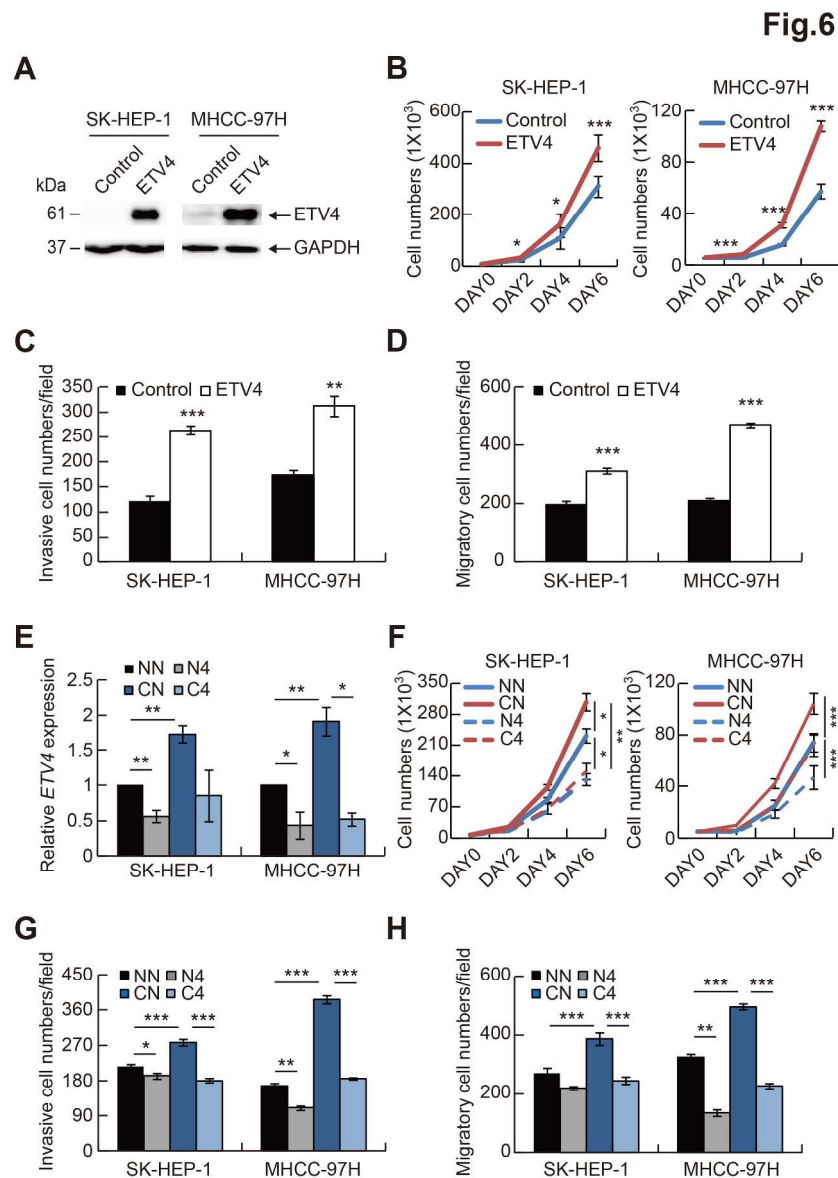 Fig.6
A
SK-HEP-1 MHCC-97H
Control ETV4 Control ETV4
kDa
61 ETV4
37 GAPDH
B
SK-HEP-1
Cell numbers (1X10³)
600
400
200
0
Control
ETV4
* * ***
DAY0 DAY2 DAY4 DAY6
MHCC-97H
Cell numbers (1X10³)
120
80
40
0
Control
ETV4
*** *** ***
DAY0 DAY2 DAY4 DAY6
C
Invasive cell numbers/field
350
300
250
200
150
100
50
0
Control ETV4
*** **
SK-HEP-1 MHCC-97H
D
Migratory cell numbers/field
600
400
200
0
Control ETV4
*** ***
SK-HEP-1 MHCC-97H
E
Relative ETV4 expression
2.5
2
1.5
1
0.5
0
NN
N4
CN
C4
** ** * ** *
SK-HEP-1 MHCC-97H
F
SK-HEP-1
Cell numbers (1X10³)
350
280
210
140
70
0
NN
CN
N4
C4
* * **
DAY0 DAY2 DAY4 DAY6
MHCC-97H
Cell numbers (1X10³)
120
80
40
0
NN
CN
N4
C4
*** ***
DAY0 DAY2 DAY4 DAY6
G
Invasive cell numbers/field
450
360
270
180
90
0
NN N4
CN C4
*** *** * *** *** **
SK-HEP-1 MHCC-97H
H
Migratory cell numbers/field
600
400
200
0
NN N4
CN C4
*** *** *** *** **
SK-HEP-1 MHCC-97H